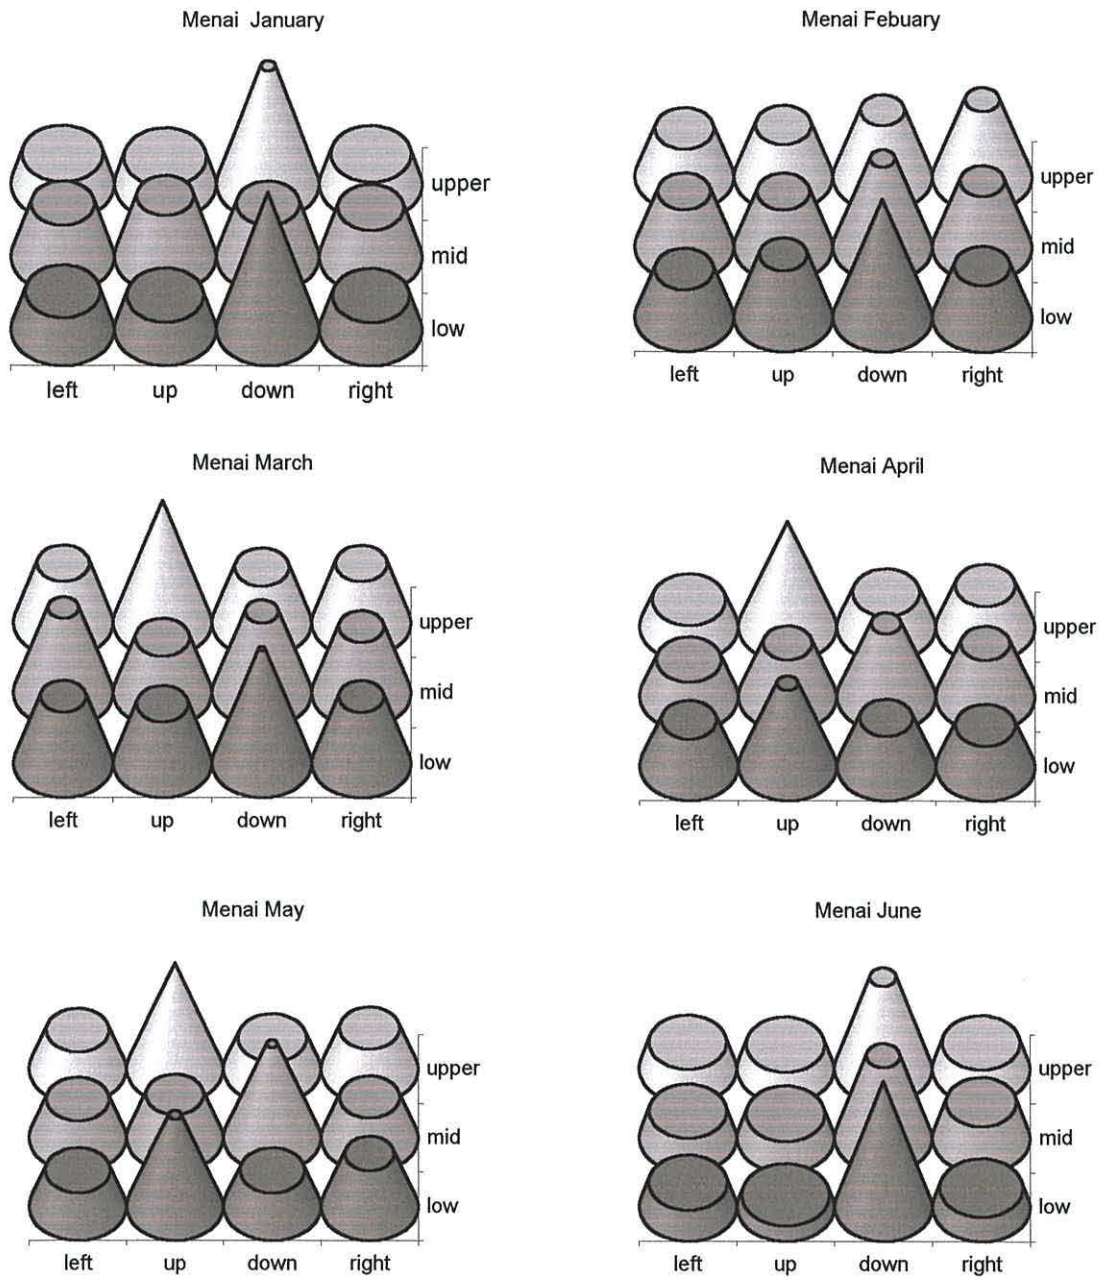 Menai January
upper
mid
low
left up down right
Menai Febuary
upper
mid
low
left up down right
Menai March
upper
mid
low
left up down right
Menai April
upper
mid
low
left up down right
Menai May
upper
mid
low
left up down right
Menai June
upper
mid
low
left up down right